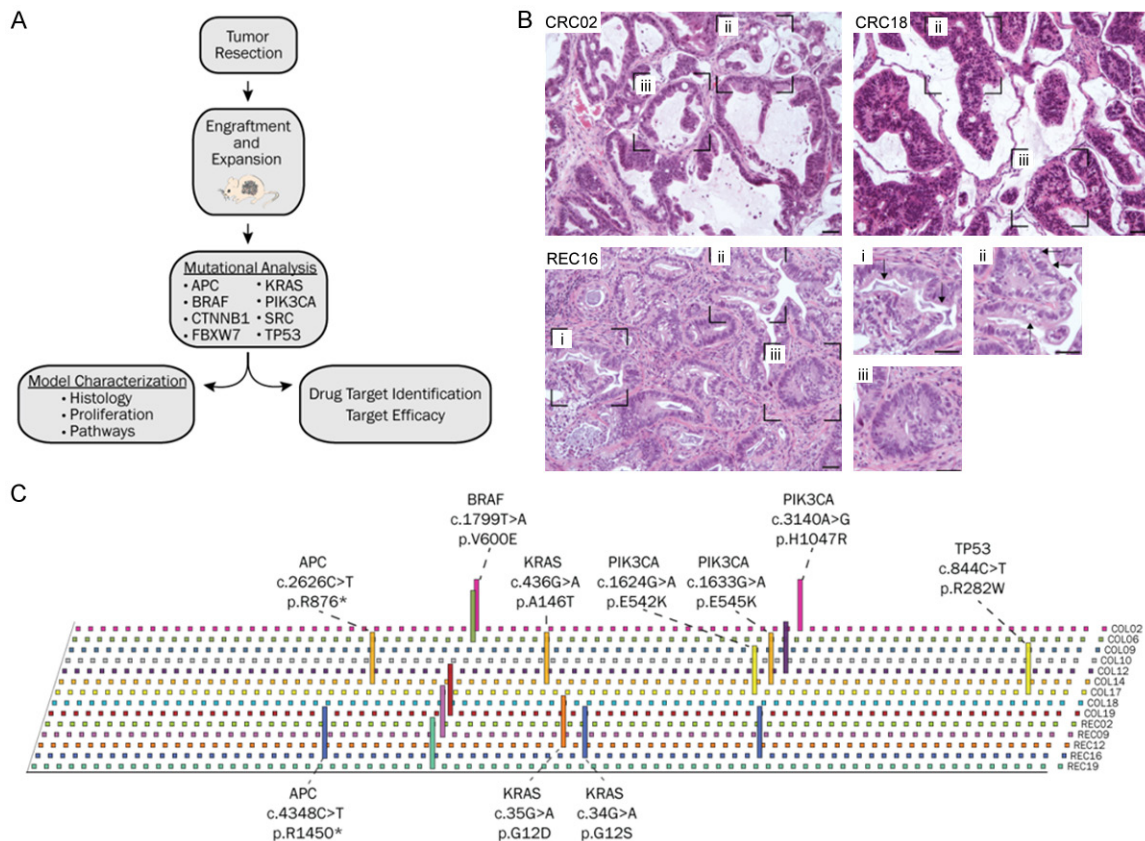 A
Tumor
Resection
Engraftment
and
Expansion
Mutational Analysis
• APC • KRAS
• BRAF • PIK3CA
• CTNNB1 • SRC
• FBXW7 • TP53
Model Characterization
• Histology
• Proliferation
• Pathways
Drug Target Identification
Target Efficacy
B
CRC02
ii
iii
CRC18
ii
iii
REC16
ii
i
iii
i
ii
iii
C
BRAF
c.1799T>A
p.V600E
PIK3CA
c.3140A>G
p.H1047R
APC
c.2626C>T
p.R876*
KRAS
c.436G>A
p.A146T
PIK3CA
c.1624G>A
p.E542K
PIK3CA
c.1633G>A
p.E545K
TP53
c.844C>T
p.R282W
COL02
COL06
COL09
COL10
COL12
COL14
COL17
COL18
COL19
REC02
REC09
REC12
REC16
REC19
APC
c.4348C>T
p.R1450*
KRAS
c.35G>A
p.G12D
KRAS
c.34G>A
p.G12S